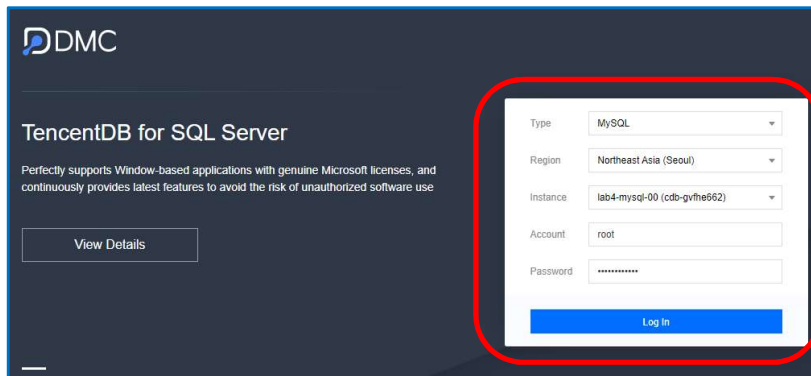 DMC
TencentDB for SQL Server
Perfectly supports Window-based applications with genuine Microsoft licenses, and
continuously provides latest features to avoid the risk of unauthorized software use
View Details
Type MySQL
Region Northeast Asia (Seoul)
Instance lab4-mysql-00 (cdb-gvfhe662)
Account root
Password ••••••••••••
Log In